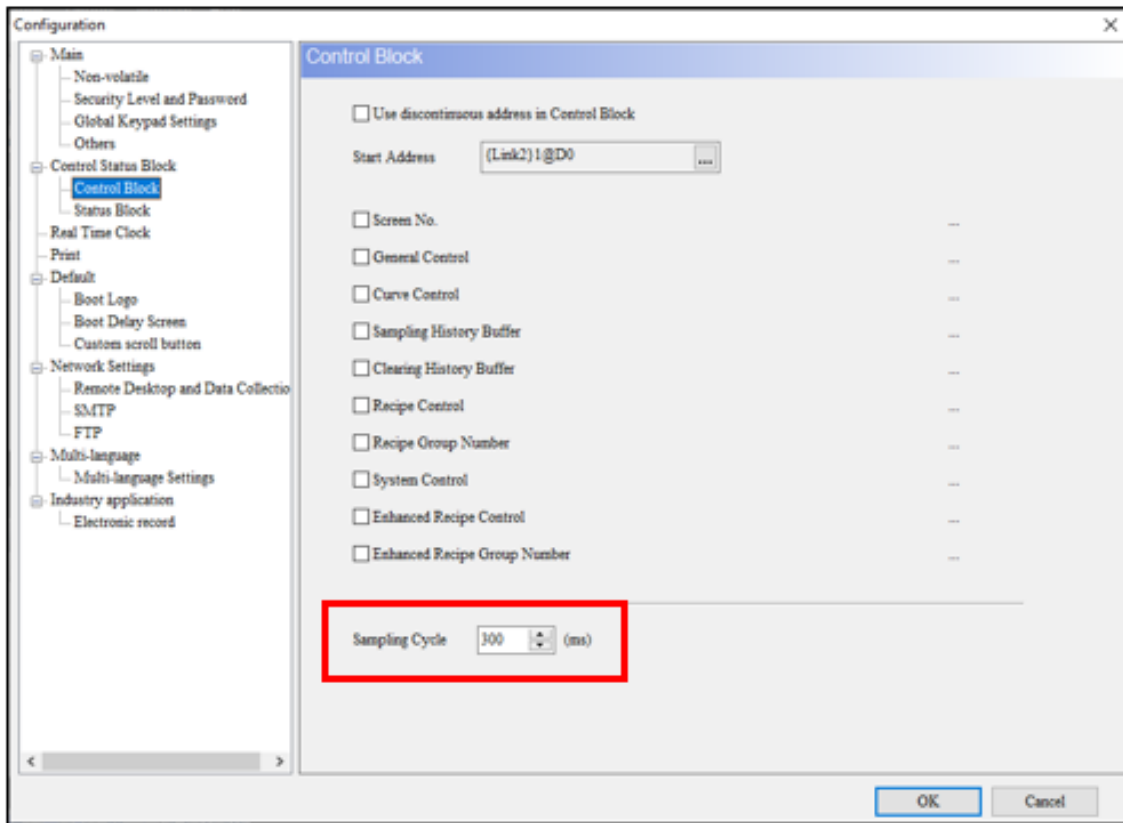 Configuration
Main
Non-volatile
Security Level and Password
Global Keypad Settings
Others
Control Status Block
Control Block
Status Block
Real Time Clock
Print
Default
Boot Logo
Boot Delay Screen
Custom scroll button
Network Settings
Remote Desktop and Data Collectio
SMTP
FTP
Multi-language
Multi-language Settings
Industry application
Electronic record
Control Block
Use discontinuous address in Control Block
Start Address {Link2}1@D0 ...
Screen No. ...
General Control ...
Curve Control ...
Sampling History Buffer ...
Clearing History Buffer ...
Recipe Control ...
Recipe Group Number ...
System Control ...
Enhanced Recipe Control ...
Enhanced Recipe Group Number ...
Sampling Cycle 300 (ms)
OK Cancel